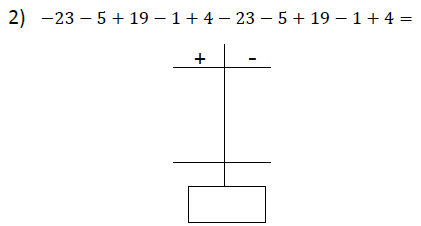 2) −23 − 5 + 19 − 1 + 4 − 23 − 5 + 19 − 1 + 4 =
+ -